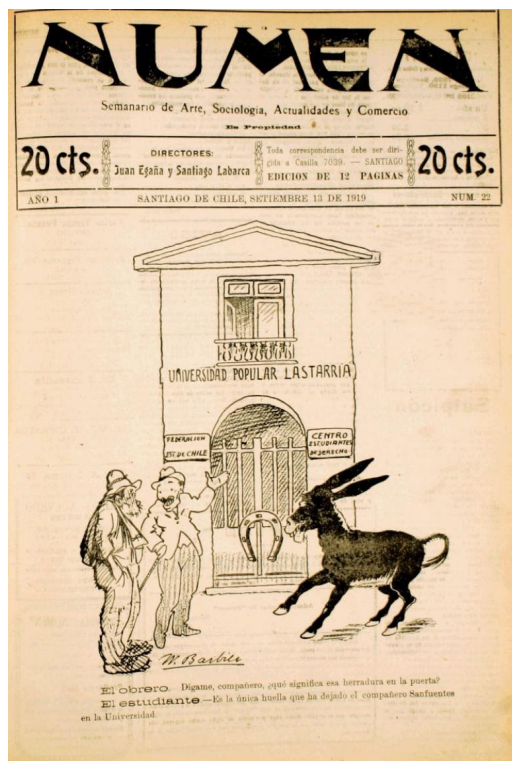 NUMEN
Semanario de Arte, Sociología, Actualidades y Comercio
Es Propiedad
20 cts.
DIRECTORES:
Juan Egaña y Santiago Labarca
Toda correspondencia debe ser diri-
gida a Casilla 7039. — SANTIAGO
EDICION DE 12 PAGINAS
20 cts.
AÑO 1
SANTIAGO DE CHILE, SETIEMBRE 13 DE 1919
NUM. 22
UNIVERSIDAD POPULAR LASTARRIA
FEDERACION
EST. DE CHILE
CENTRO
ESTUDIANTES
DE DERECHO
El obrero. Dígame, compañero, ¿qué significa esa herradura en la puerta?
El estudiante.—Es la única huella que ha dejado el compañero Sanfuentes
en la Universidad.